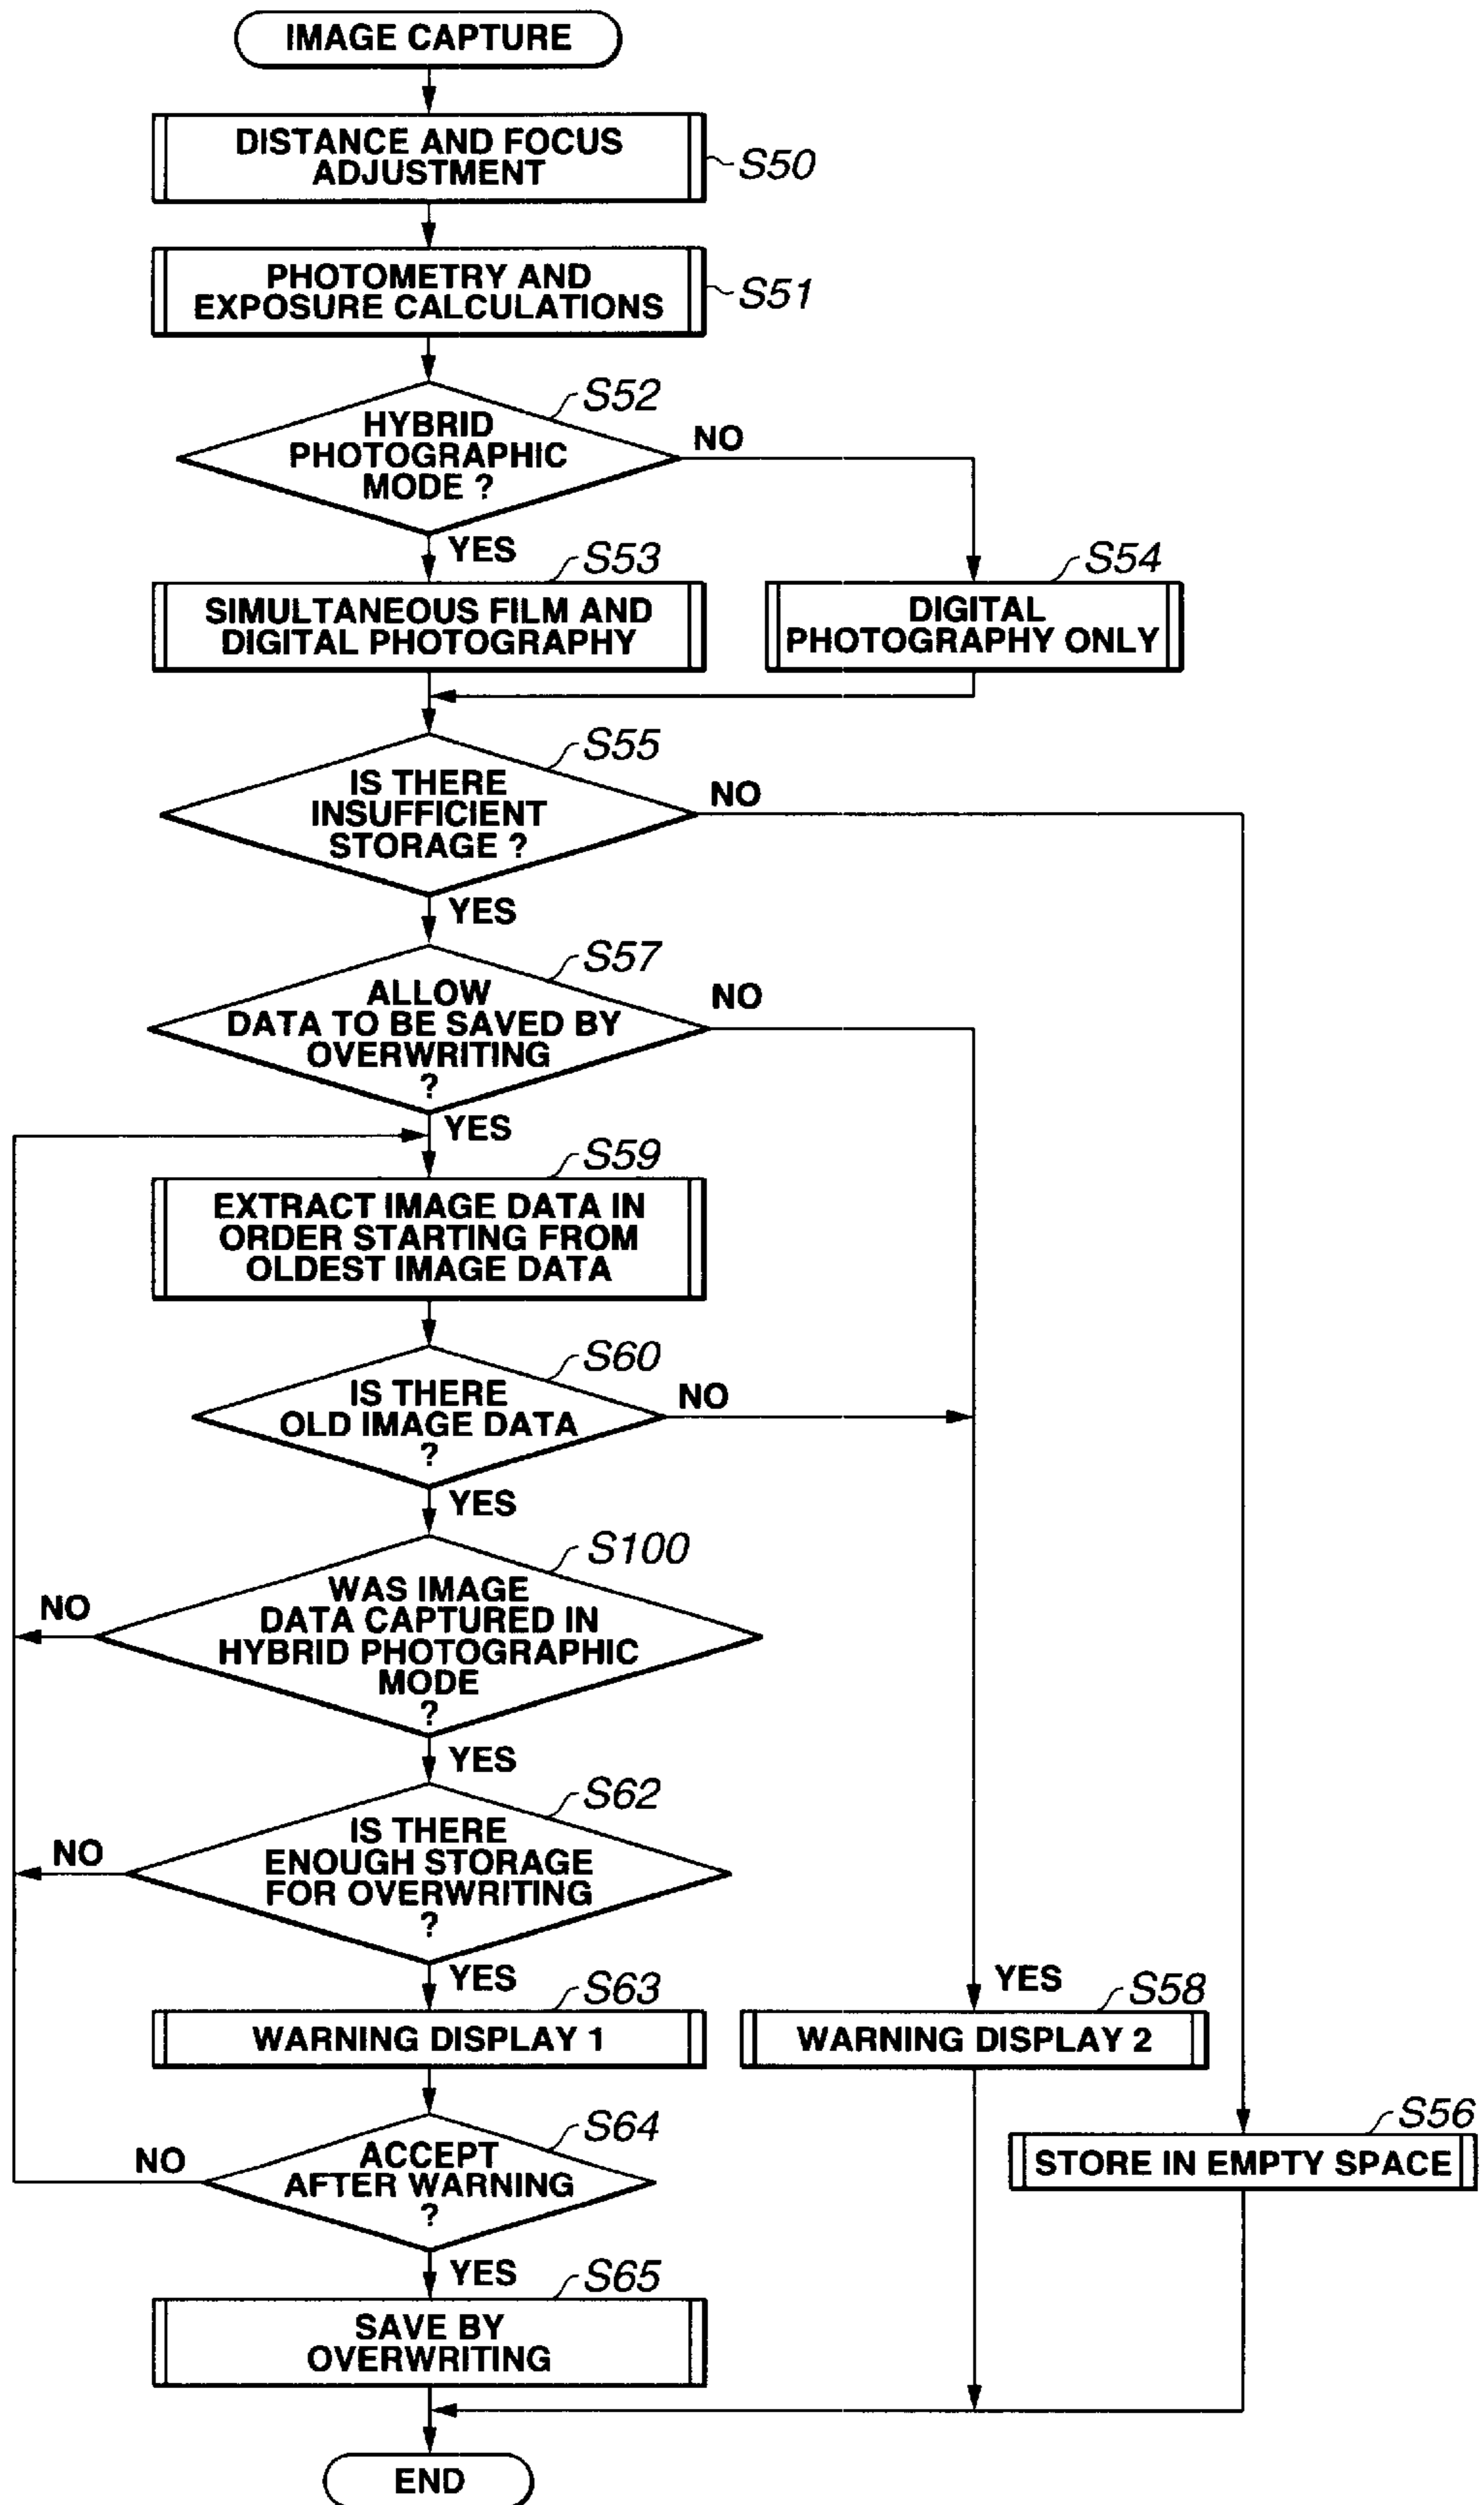 IMAGE CAPTURE
DISTANCE AND FOCUS
ADJUSTMENT
S50
PHOTOMETRY AND
EXPOSURE CALCULATIONS
S51
S52
HYBRID
PHOTOGRAPHIC
MODE ?
NO
YES
S53
SIMULTANEOUS FILM AND
DIGITAL PHOTOGRAPHY
S54
DIGITAL
PHOTOGRAPHY ONLY
S55
IS THERE
INSUFFICIENT
STORAGE ?
NO
YES
S57
ALLOW
DATA TO BE SAVED BY
OVERWRITING
?
NO
YES
S59
EXTRACT IMAGE DATA IN
ORDER STARTING FROM
OLDEST IMAGE DATA
S60
IS THERE
OLD IMAGE DATA
?
NO
YES
S100
WAS IMAGE
DATA CAPTURED IN
HYBRID PHOTOGRAPHIC
MODE
?
NO
YES
S62
IS THERE
ENOUGH STORAGE
FOR OVERWRITING
?
NO
YES
S63
WARNING DISPLAY 1
YES
S58
WARNING DISPLAY 2
S64
ACCEPT
AFTER WARNING
?
NO
YES
S56
STORE IN EMPTY SPACE
S65
SAVE BY
OVERWRITING
END